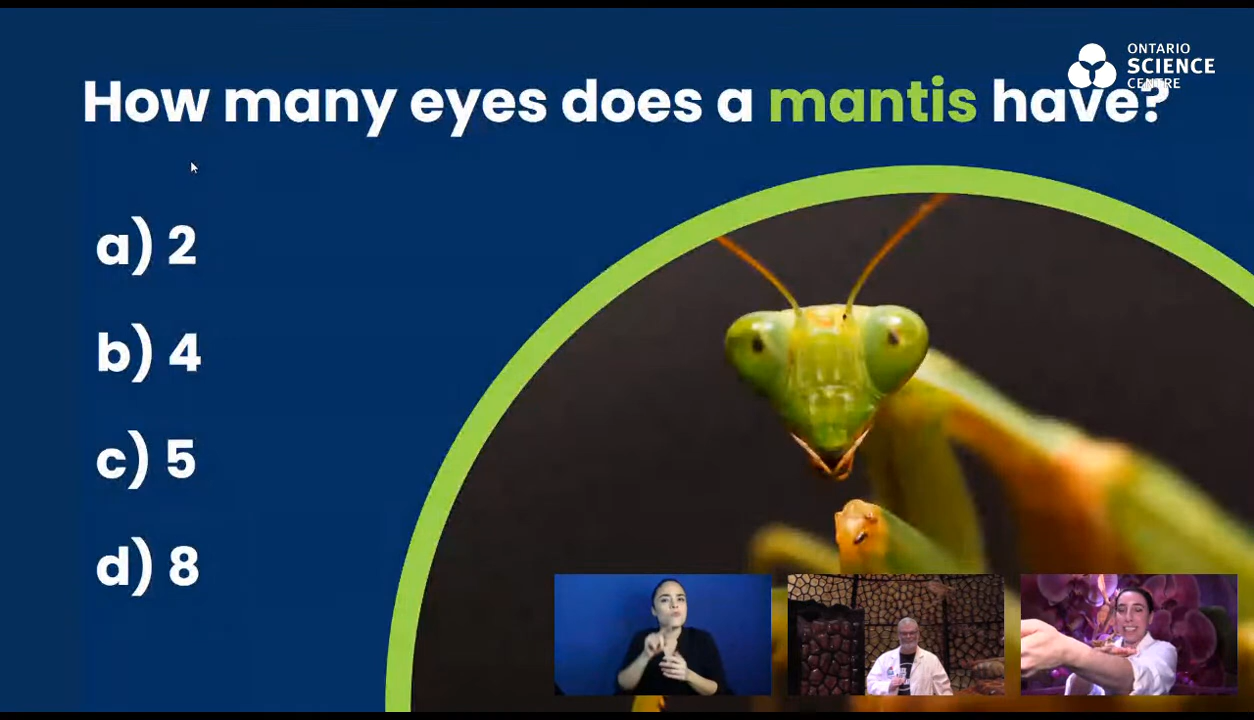 ONTARIO
SCIENCE
CENTRE
How many eyes does a mantis have?
a) 2
b) 4
c) 5
d) 8